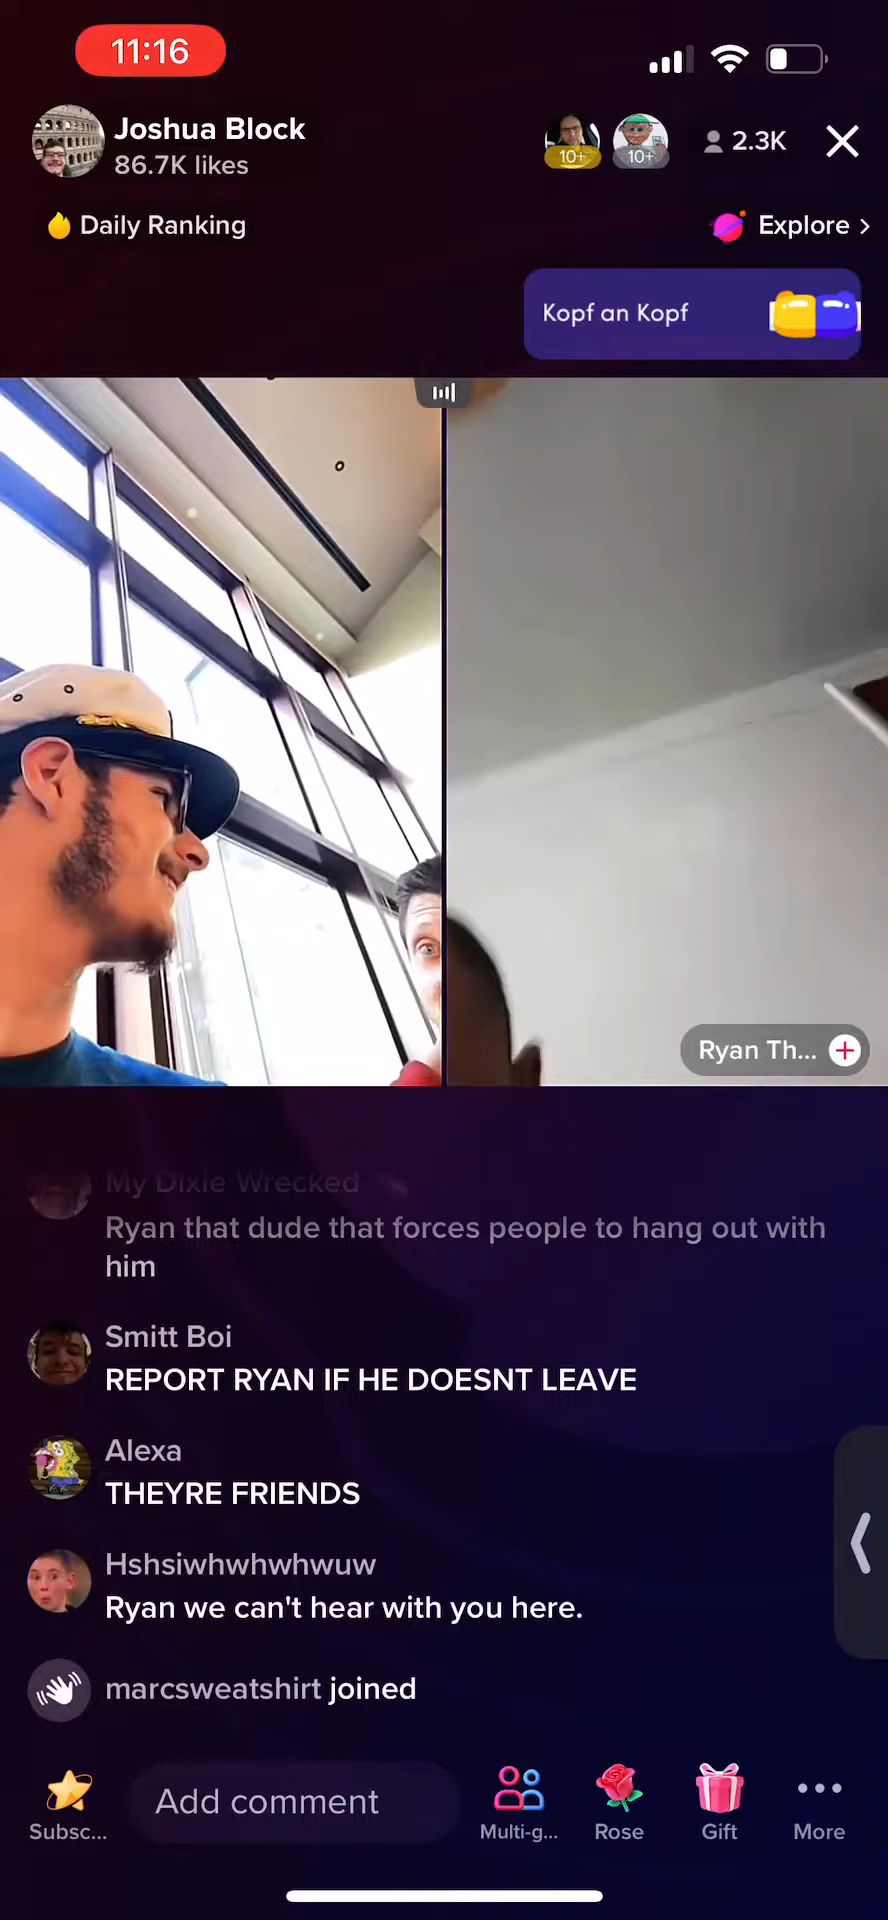 11:16
Joshua Block
86.7K likes
10+
10+
2.3K
Daily Ranking
Explore >
Kopf an Kopf
Ryan Th...
My Dixie Wrecked
Ryan that dude that forces people to hang out with
him
Smitt Boi
REPORT RYAN IF HE DOESNT LEAVE
Alexa
THEYRE FRIENDS
Hshsiwhwhwhwuw
Ryan we can't hear with you here.
marcsweatshirt joined
Add comment
Subsc...
Multi-g...
Rose
Gift
More